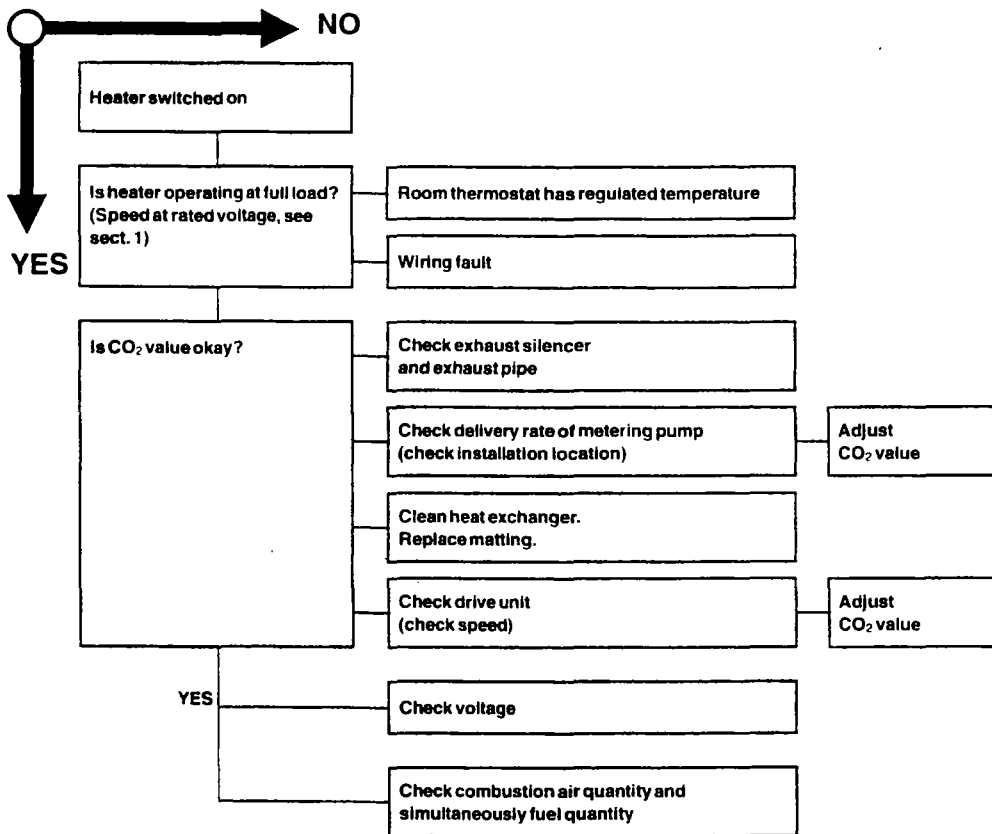 NO
YES
Heater switched on
Is heater operating at full load?
(Speed at rated voltage, see
sect. 1)
Room thermostat has regulated temperature
Wiring fault
Is CO₂ value okay?
Check exhaust silencer
and exhaust pipe
Check delivery rate of metering pump
(check installation location)
Adjust
CO₂ value
Clean heat exchanger.
Replace matting.
Check drive unit
(check speed)
Adjust
CO₂ value
YES
Check voltage
Check combustion air quantity and
simultaneously fuel quantity